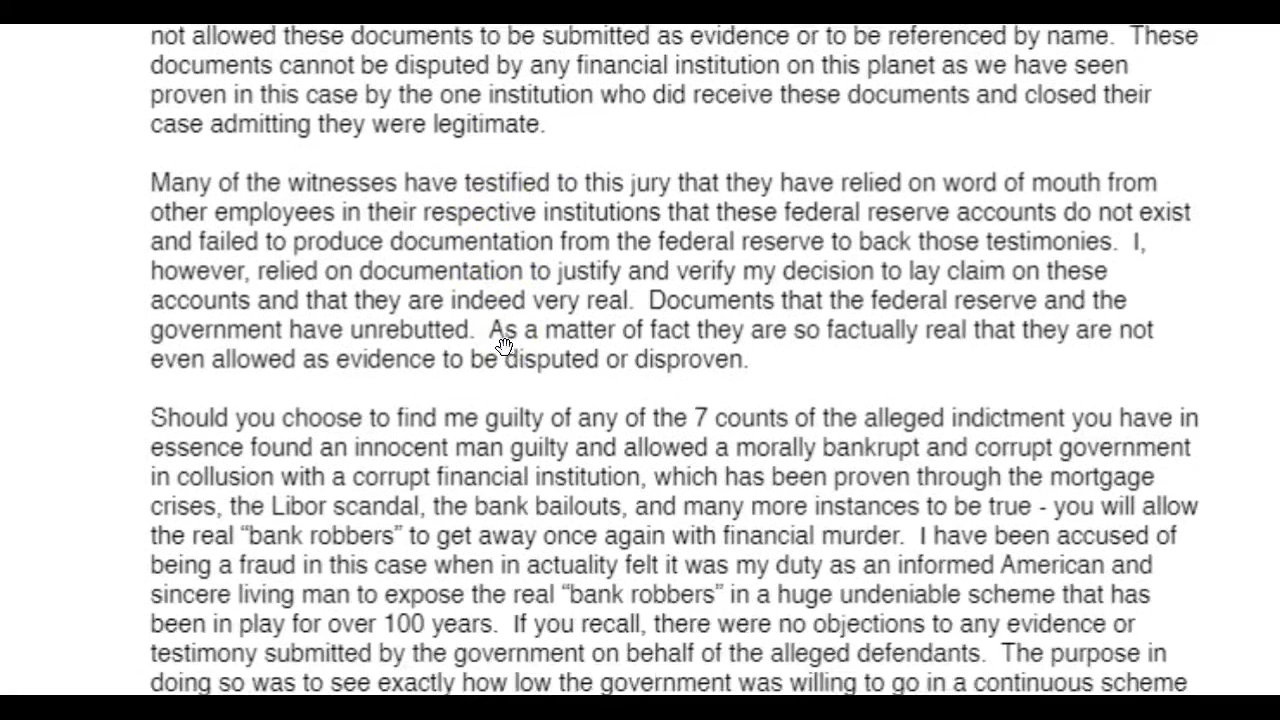 not allowed these documents to be submitted as evidence or to be referenced by name.  These
documents cannot be disputed by any financial institution on this planet as we have seen
proven in this case by the one institution who did receive these documents and closed their
case admitting they were legitimate.
Many of the witnesses have testified to this jury that they have relied on word of mouth from
other employees in their respective institutions that these federal reserve accounts do not exist
and failed to produce documentation from the federal reserve to back those testimonies.  I,
however, relied on documentation to justify and verify my decision to lay claim on these
accounts and that they are indeed very real.  Documents that the federal reserve and the
government have unrebutted.  As a matter of fact they are so factually real that they are not
even allowed as evidence to be disputed or disproven.
Should you choose to find me guilty of any of the 7 counts of the alleged indictment you have in
essence found an innocent man guilty and allowed a morally bankrupt and corrupt government
in collusion with a corrupt financial institution, which has been proven through the mortgage
crises, the Libor scandal, the bank bailouts, and many more instances to be true - you will allow
the real “bank robbers” to get away once again with financial murder.  I have been accused of
being a fraud in this case when in actuality felt it was my duty as an informed American and
sincere living man to expose the real “bank robbers” in a huge undeniable scheme that has
been in play for over 100 years.  If you recall, there were no objections to any evidence or
testimony submitted by the government on behalf of the alleged defendants.  The purpose in
doing so was to see exactly how low the government was willing to go in a continuous scheme